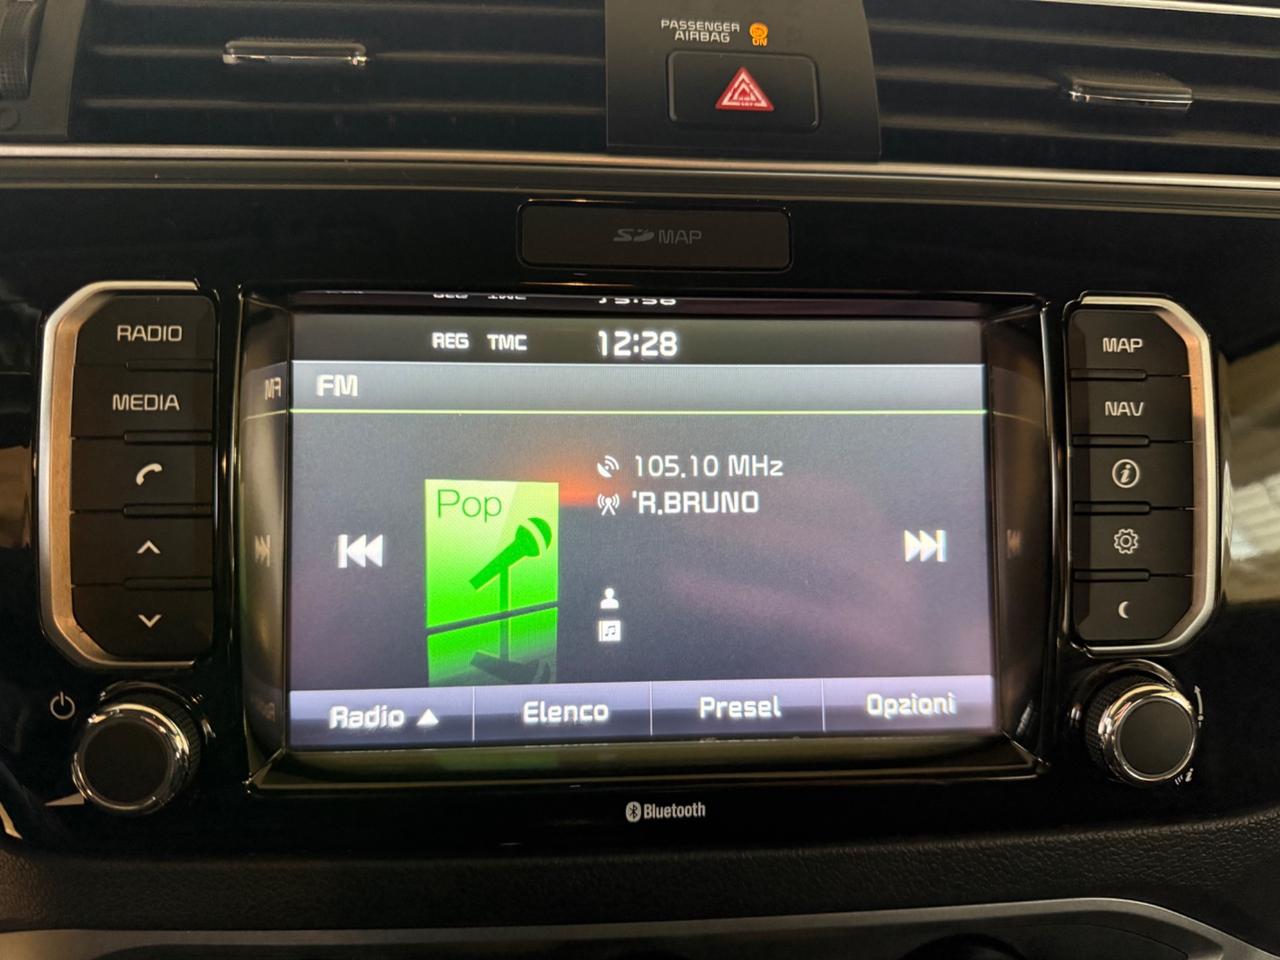 PASSENGER
AIRBAG ON
SD MAP
RADIO
MEDIA
REG TMC 12:28
FM
105.10 MHz
'R.BRUNO
Pop
Radio ▲ Elenco Presel Opzioni
MAP
NAV
Bluetooth